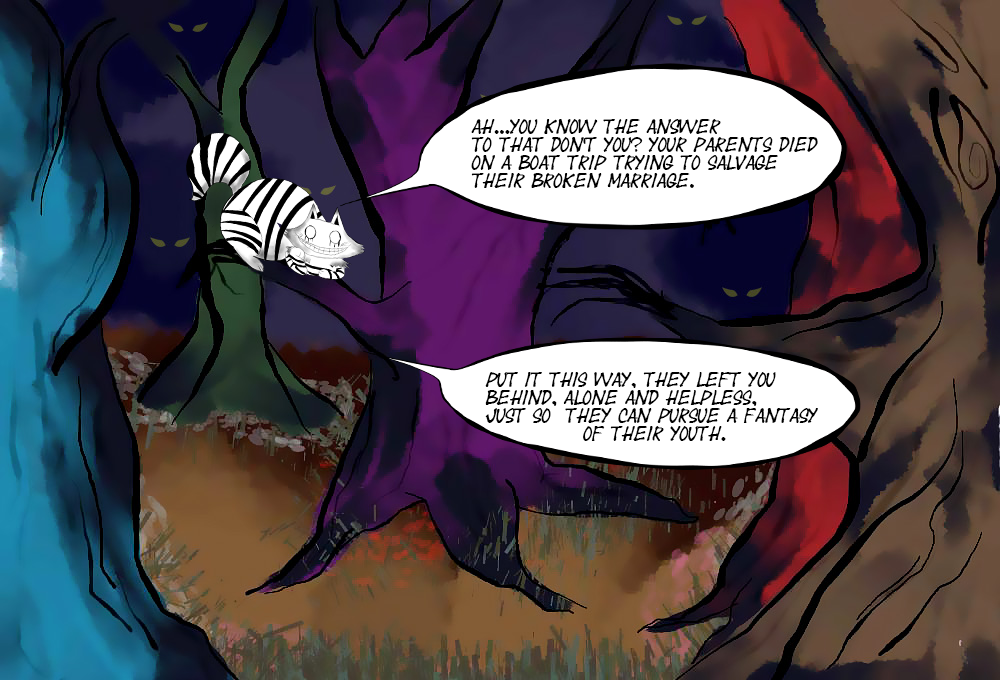 AH...YOU KNOW THE ANSWER
TO THAT DON'T YOU? YOUR PARENTS DIED
ON A BOAT TRIP TRYING TO SALVAGE
THEIR BROKEN MARRIAGE.
PUT IT THIS WAY, THEY LEFT YOU
BEHIND, ALONE AND HELPLESS,
JUST SO THEY CAN PURSUE A FANTASY
OF THEIR YOUTH.